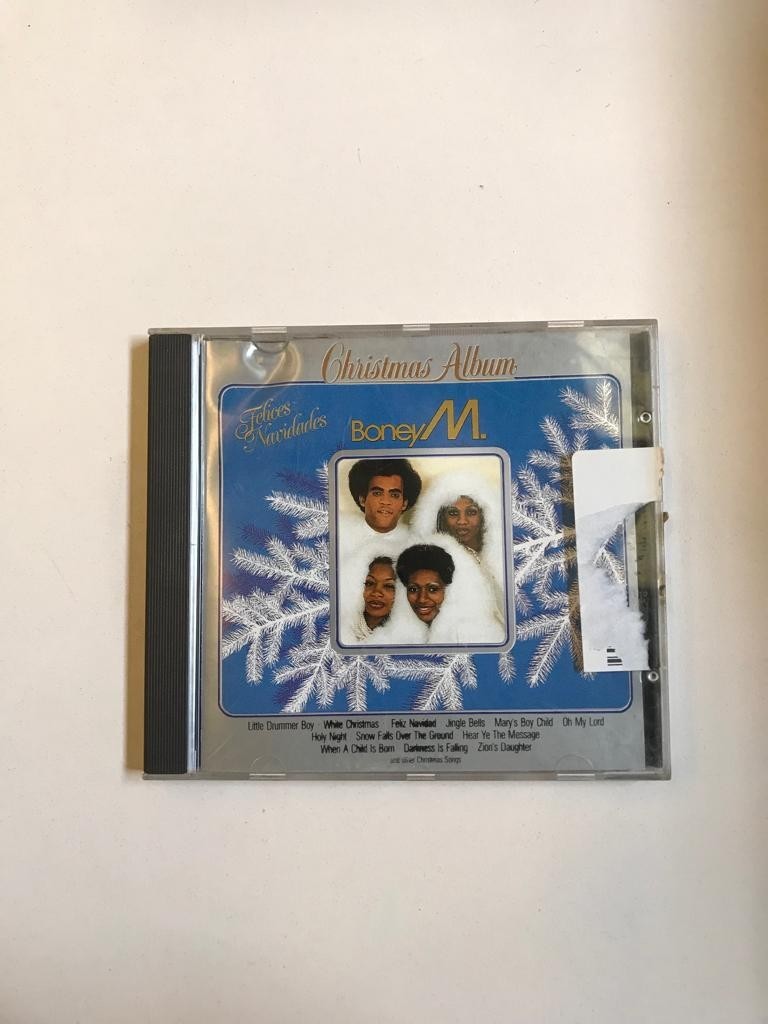 Christmas Album
Felices
Navidades
Boney M.
Little Drummer Boy White Christmas Feliz Navidad Jingle Bells Mary's Boy Child Oh My Lord
Holy Night Snow Falls Over The Ground Hear Ye The Message
When A Child Is Born Darkness Is Falling Zion's Daughter
and other Christmas Songs